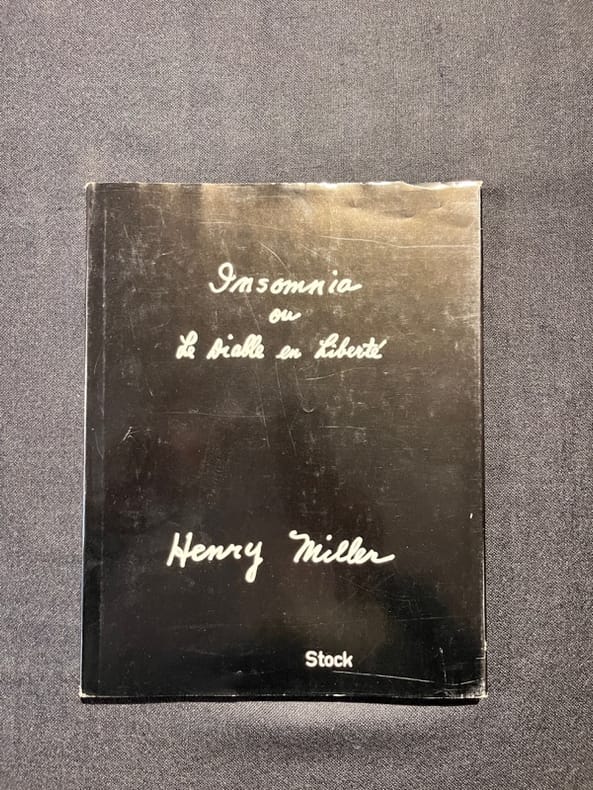 Insomnia
ou
Le Diable en Liberté
Henry Miller
Stock